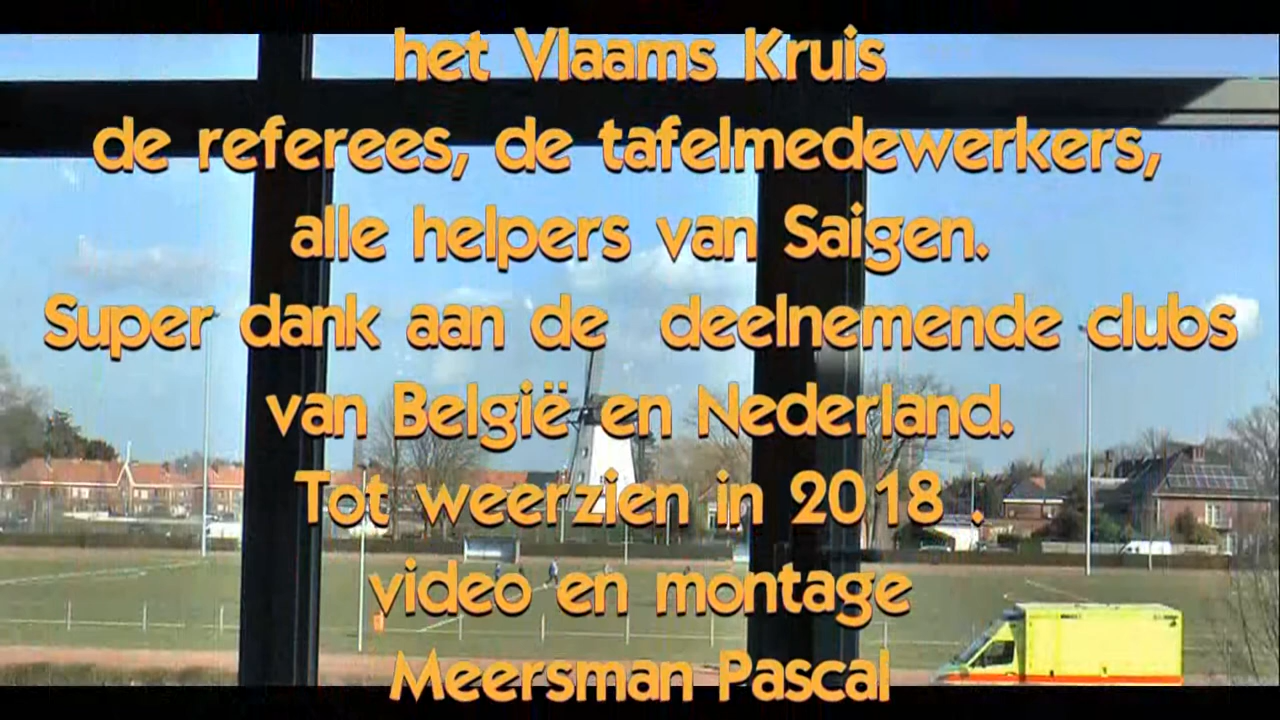 het Vlaams Kruis
de referees, de tafelmedewerkers,
alle helpers van Saigen.
Super dank aan de deelnemende clubs
van België en Nederland.
Tot weerzien in 2018 .
video en montage
Meersman Pascal